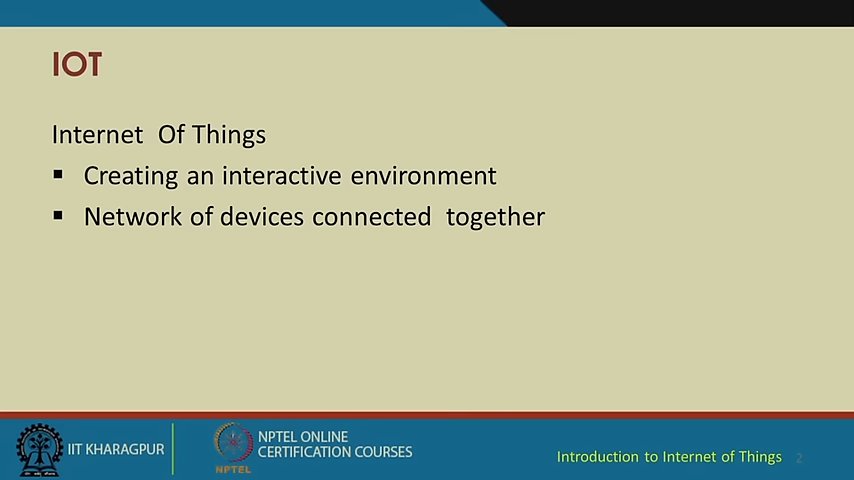 IOT
Internet Of Things
▪ Creating an interactive environment
▪ Network of devices connected together
IIT KHARAGPUR
NPTEL
NPTEL ONLINE
CERTIFICATION COURSES
Introduction to Internet of Things 2